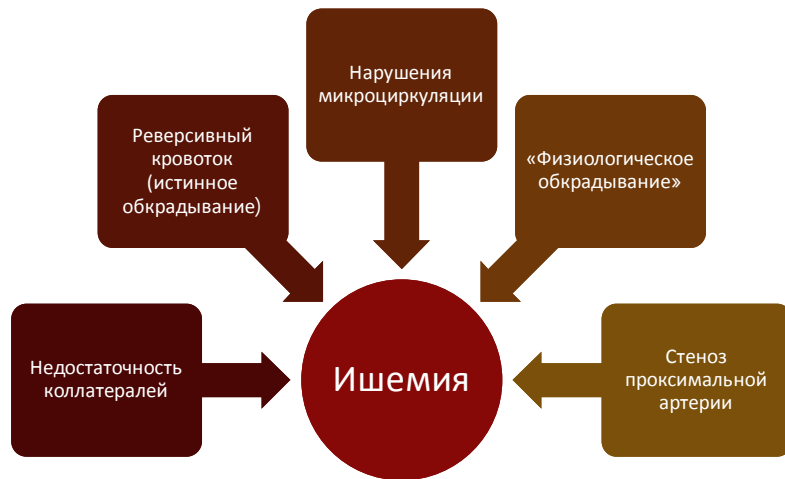 Нарушения
микроциркуляции
Реверсивный
кровоток
(истинное
обкрадывание)
«Физиологическое
обкрадывание»
Недостаточность
коллатералей
Ишемия
Стеноз
проксимальной
артерии